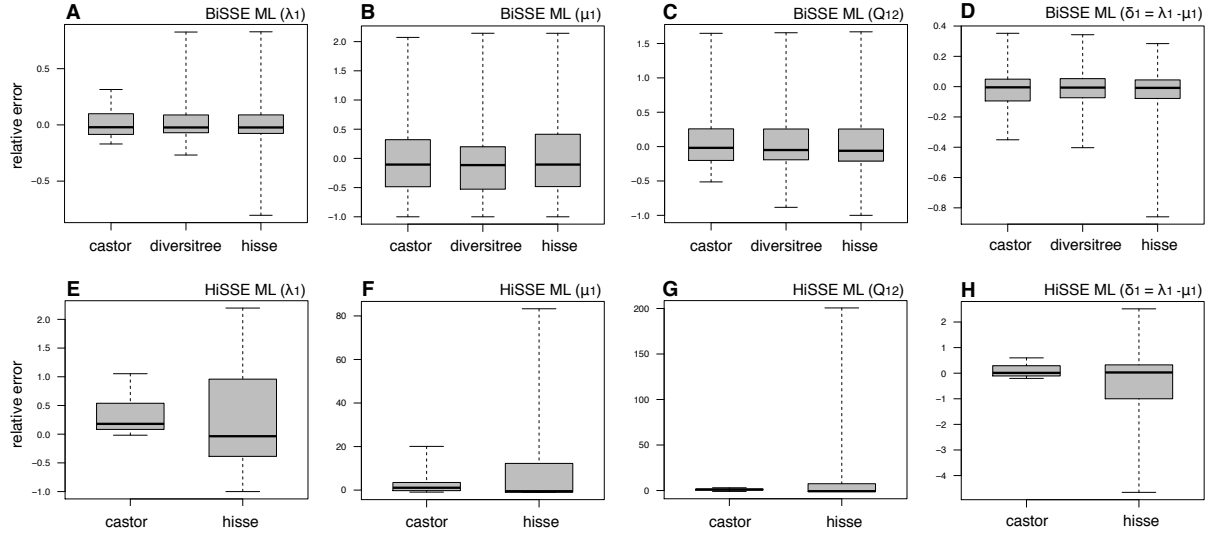 A BiSSE ML (λ1)
B BiSSE ML (μ1)
C BiSSE ML (Q12)
D BiSSE ML (δ1 = λ1 -μ1)
relative error
0.5
0.0
−0.5
2.0
1.5
1.0
0.5
0.0
−0.5
−1.0
1.5
1.0
0.5
0.0
−0.5
−1.0
0.4
0.2
0.0
−0.2
−0.4
−0.6
−0.8
castor diversitree hisse
castor diversitree hisse
castor diversitree hisse
castor diversitree hisse
E HiSSE ML (λ1)
F HiSSE ML (μ1)
G HiSSE ML (Q12)
H HiSSE ML (δ1 = λ1 -μ1)
relative error
2.0
1.5
1.0
0.5
0.0
−0.5
−1.0
80
60
40
20
0
200
150
100
50
0
2
1
0
−1
−2
−3
−4
castor hisse
castor hisse
castor hisse
castor hisse